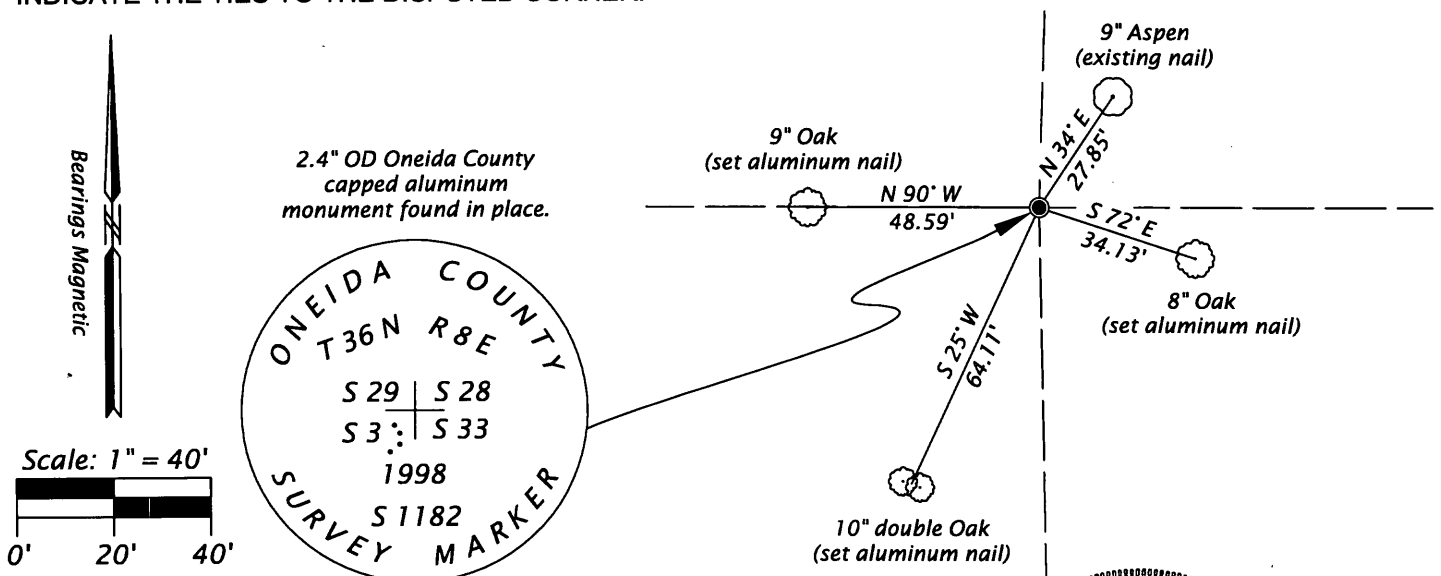 INDICATE THE TIES TO THE DISPUTED CORNER.
9" Aspen
(existing nail)
9" Oak
(set aluminum nail)
N 34° E
27.85'
Bearings Magnetic
2.4" OD Oneida County
capped aluminum
monument found in place.
N 90° W
48.59'
S 72° E
34.13'
8" Oak
(set aluminum nail)
ONEIDA COUNTY
T 36 N R 8 E
S 29 S 28
S 3 S 33
1998
S 1182
SURVEY MARKER
S 25° W
64.11'
Scale: 1" = 40'
0' 20' 40'
10" double Oak
(set aluminum nail)